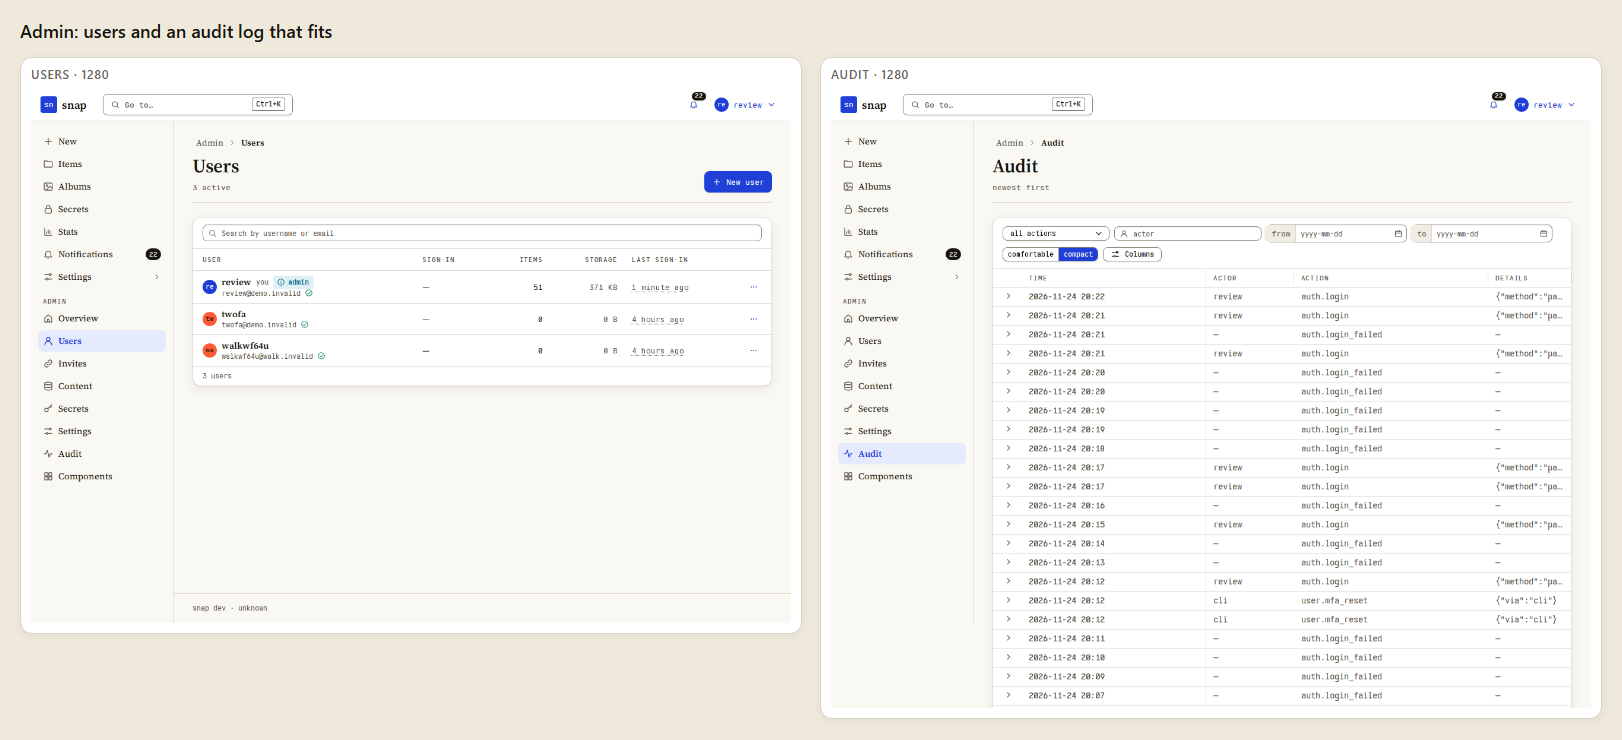 Admin: users and an audit log that fits
USERS · 1280
sn snap Go to… Ctrl+K 22 re review
New
Items
Albums
Secrets
Stats
Notifications 22
Settings
ADMIN
Overview
Users
Invites
Content
Secrets
Settings
Audit
Components
Admin > Users
Users
3 active
+ New user
Search by username or email
USER SIGN-IN ITEMS STORAGE LAST SIGN-IN
re review you admin — 51 371 KB 1 minute ago ...
review@demo.invalid
tw twofa — 0 0 B 4 hours ago ...
twofa@demo.invalid
wa walkwf64u — 0 0 B 4 hours ago ...
walkwf64u@walk.invalid
3 users
snap dev · unknown
AUDIT · 1280
sn snap Go to… Ctrl+K 22 re review
New
Items
Albums
Secrets
Stats
Notifications 22
Settings
ADMIN
Overview
Users
Invites
Content
Secrets
Settings
Audit
Components
Admin > Audit
Audit
newest first
all actions actor from yyyy-mm-dd to yyyy-mm-dd
comfortable compact Columns
TIME ACTOR ACTION DETAILS
2026-11-24 20:22 review auth.login {"method":"pa…
2026-11-24 20:21 review auth.login {"method":"pa…
2026-11-24 20:21 — auth.login_failed —
2026-11-24 20:21 review auth.login {"method":"pa…
2026-11-24 20:20 — auth.login_failed —
2026-11-24 20:20 — auth.login_failed —
2026-11-24 20:19 — auth.login_failed —
2026-11-24 20:19 — auth.login_failed —
2026-11-24 20:18 — auth.login_failed —
2026-11-24 20:17 review auth.login {"method":"pa…
2026-11-24 20:17 review auth.login {"method":"pa…
2026-11-24 20:16 — auth.login_failed —
2026-11-24 20:15 review auth.login {"method":"pa…
2026-11-24 20:14 — auth.login_failed —
2026-11-24 20:13 — auth.login_failed —
2026-11-24 20:12 review auth.login {"method":"pa…
2026-11-24 20:12 cli user.mfa_reset {"via":"cli"}
2026-11-24 20:12 cli user.mfa_reset {"via":"cli"}
2026-11-24 20:11 — auth.login_failed —
2026-11-24 20:10 — auth.login_failed —
2026-11-24 20:09 — auth.login_failed —
2026-11-24 20:07 — auth.login_failed —